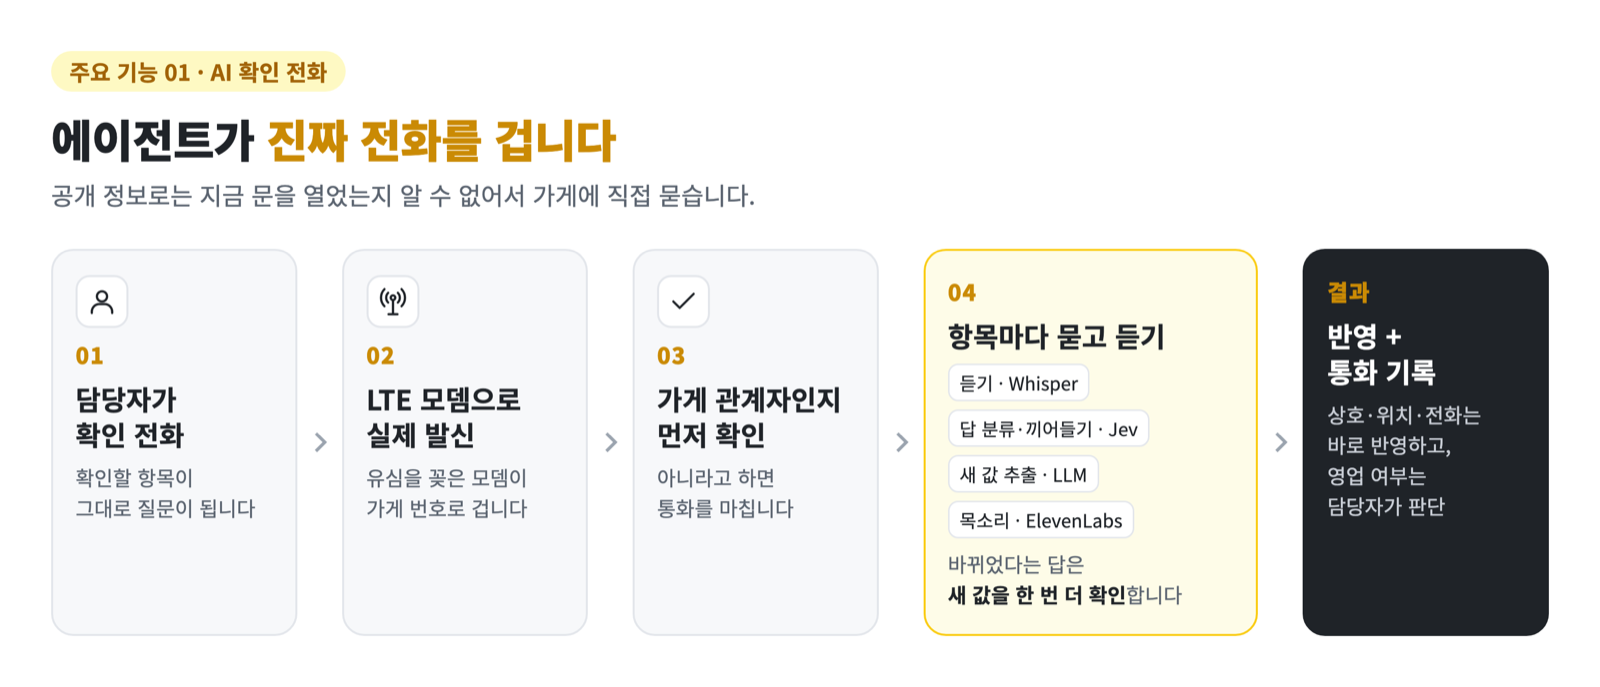 주요 기능 01 · AI 확인 전화
에이전트가 진짜 전화를 겁니다
공개 정보로는 지금 문을 열었는지 알 수 없어서 가게에 직접 묻습니다.
01
담당자가
확인 전화
확인할 항목이
그대로 질문이 됩니다
02
LTE 모뎀으로
실제 발신
유심을 꽂은 모뎀이
가게 번호로 겁니다
03
가게 관계자인지
먼저 확인
아니라고 하면
통화를 마칩니다
04
항목마다 묻고 듣기
듣기 · Whisper
답 분류·끼어들기 · Jev
새 값 추출 · LLM
목소리 · ElevenLabs
바뀌었다는 답은
새 값을 한 번 더 확인합니다
결과
반영 +
통화 기록
상호·위치·전화는
바로 반영하고,
영업 여부는
담당자가 판단